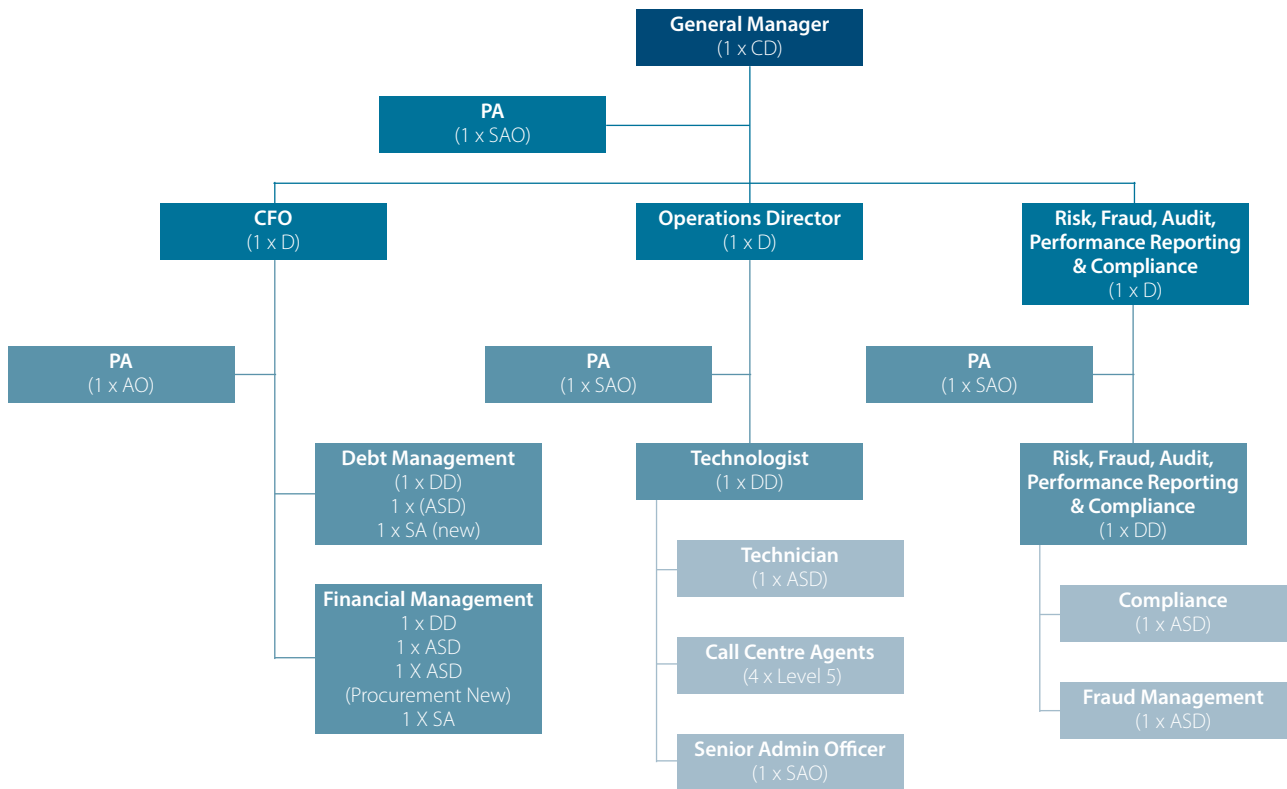 General Manager
(1 x CD)
PA
(1 x SAO)
CFO
(1 x D)
Operations Director
(1 x D)
Risk, Fraud, Audit,
Performance Reporting
& Compliance
(1 x D)
PA
(1 x AO)
PA
(1 x SAO)
PA
(1 x SAO)
Debt Management
(1 x DD)
1 x (ASD)
1 x SA (new)
Technologist
(1 x DD)
Risk, Fraud, Audit,
Performance Reporting
& Compliance
(1 x DD)
Financial Management
1 x DD
1 x ASD
1 X ASD
(Procurement New)
1 X SA
Technician
(1 x ASD)
Call Centre Agents
(4 x Level 5)
Senior Admin Officer
(1 x SAO)
Compliance
(1 x ASD)
Fraud Management
(1 x ASD)